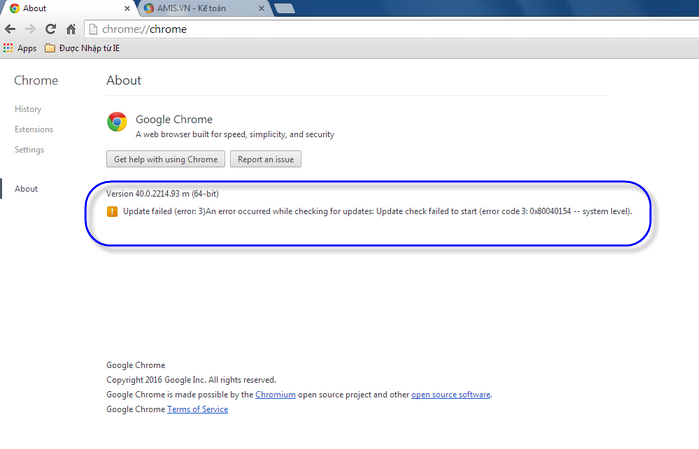 About
AMIS.VN - Kế toán
chrome://chrome
Apps
Được Nhập từ IE
Chrome
About
History
Extensions
Settings
About
Google Chrome
A web browser built for speed, simplicity, and security
Get help with using Chrome
Report an issue
Version 40.0.2214.93 m (64-bit)
Update failed (error: 3)An error occurred while checking for updates: Update check failed to start (error code 3: 0x80040154 -- system level).
Google Chrome
Copyright 2016 Google Inc. All rights reserved.
Google Chrome is made possible by the Chromium open source project and other open source software.
Google Chrome Terms of Service